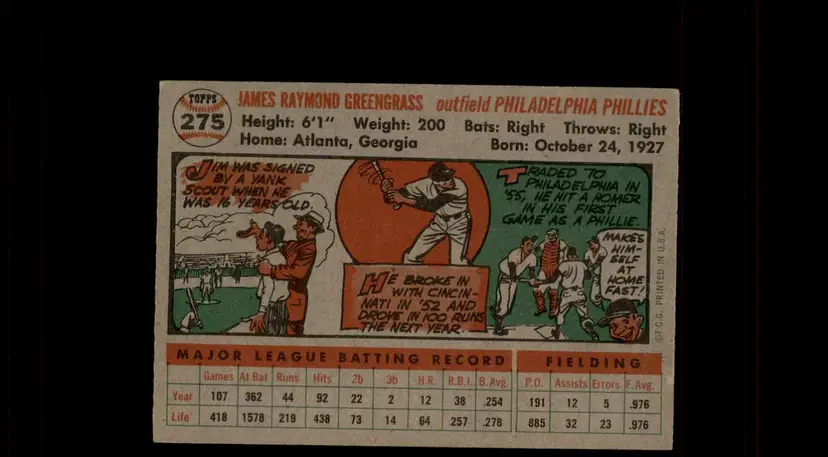 TOPPS
275
JAMES RAYMOND GREENGRASS outfield PHILADELPHIA PHILLIES
Height: 6'1" Weight: 200 Bats: Right Throws: Right
Home: Atlanta, Georgia Born: October 24, 1927
JIM WAS SIGNED
BY A YANK
SCOUT WHEN HE
WAS 16 YEARS OLD.
HE BROKE IN
WITH CINCIN-
NATI IN '52 AND
DROVE IN 100 RUNS
THE NEXT YEAR.
TRADED TO
PHILADELPHIA IN
'55, HE HIT A HOMER
IN HIS FIRST
GAME AS A PHILLIE.
MAKES
HIM-
SELF
AT
HOME
FAST!
©T.C.G. PRINTED IN U.S.A.
MAJOR LEAGUE BATTING RECORD FIELDING
Games At Bat Runs Hits 2b 3b H.R. R.B.I. B.Avg. P.O. Assists Errors F.Avg.
Year 107 362 44 92 22 2 12 38 .254 191 12 5 .976
Life 418 1578 219 438 73 14 64 257 .278 885 32 23 .976